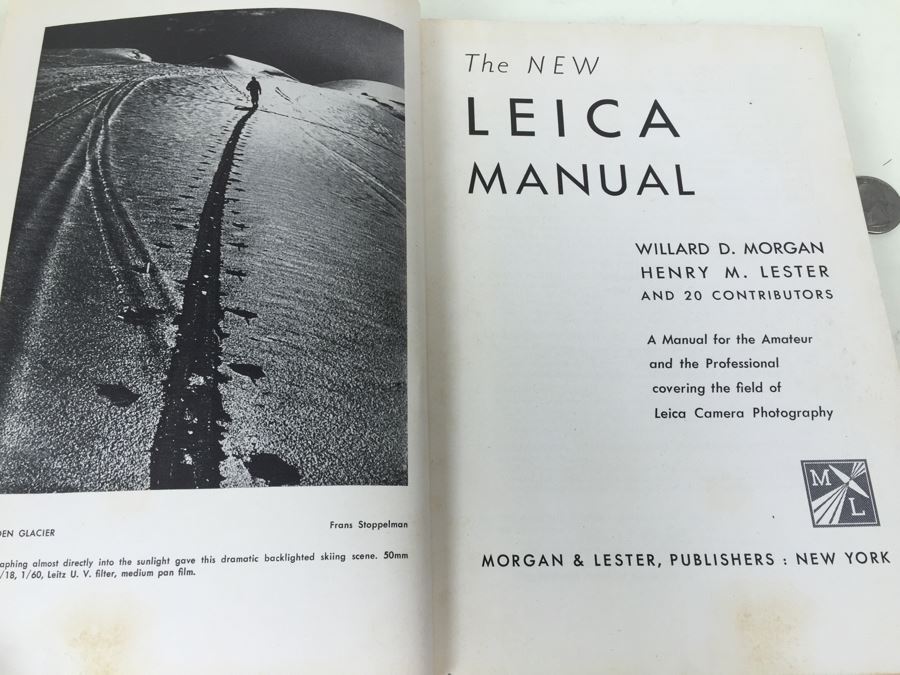 GLACIER
Frans Stoppelman
almost directly into the sunlight gave this dramatic backlighted skiing scene. 50mm
/18, 1/60, Leitz U. V. filter, medium pan film.
The NEW
LEICA
MANUAL
WILLARD D. MORGAN
HENRY M. LESTER
AND 20 CONTRIBUTORS
A Manual for the Amateur
and the Professional
covering the field of
Leica Camera Photography
M
L
MORGAN & LESTER, PUBLISHERS : NEW YORK